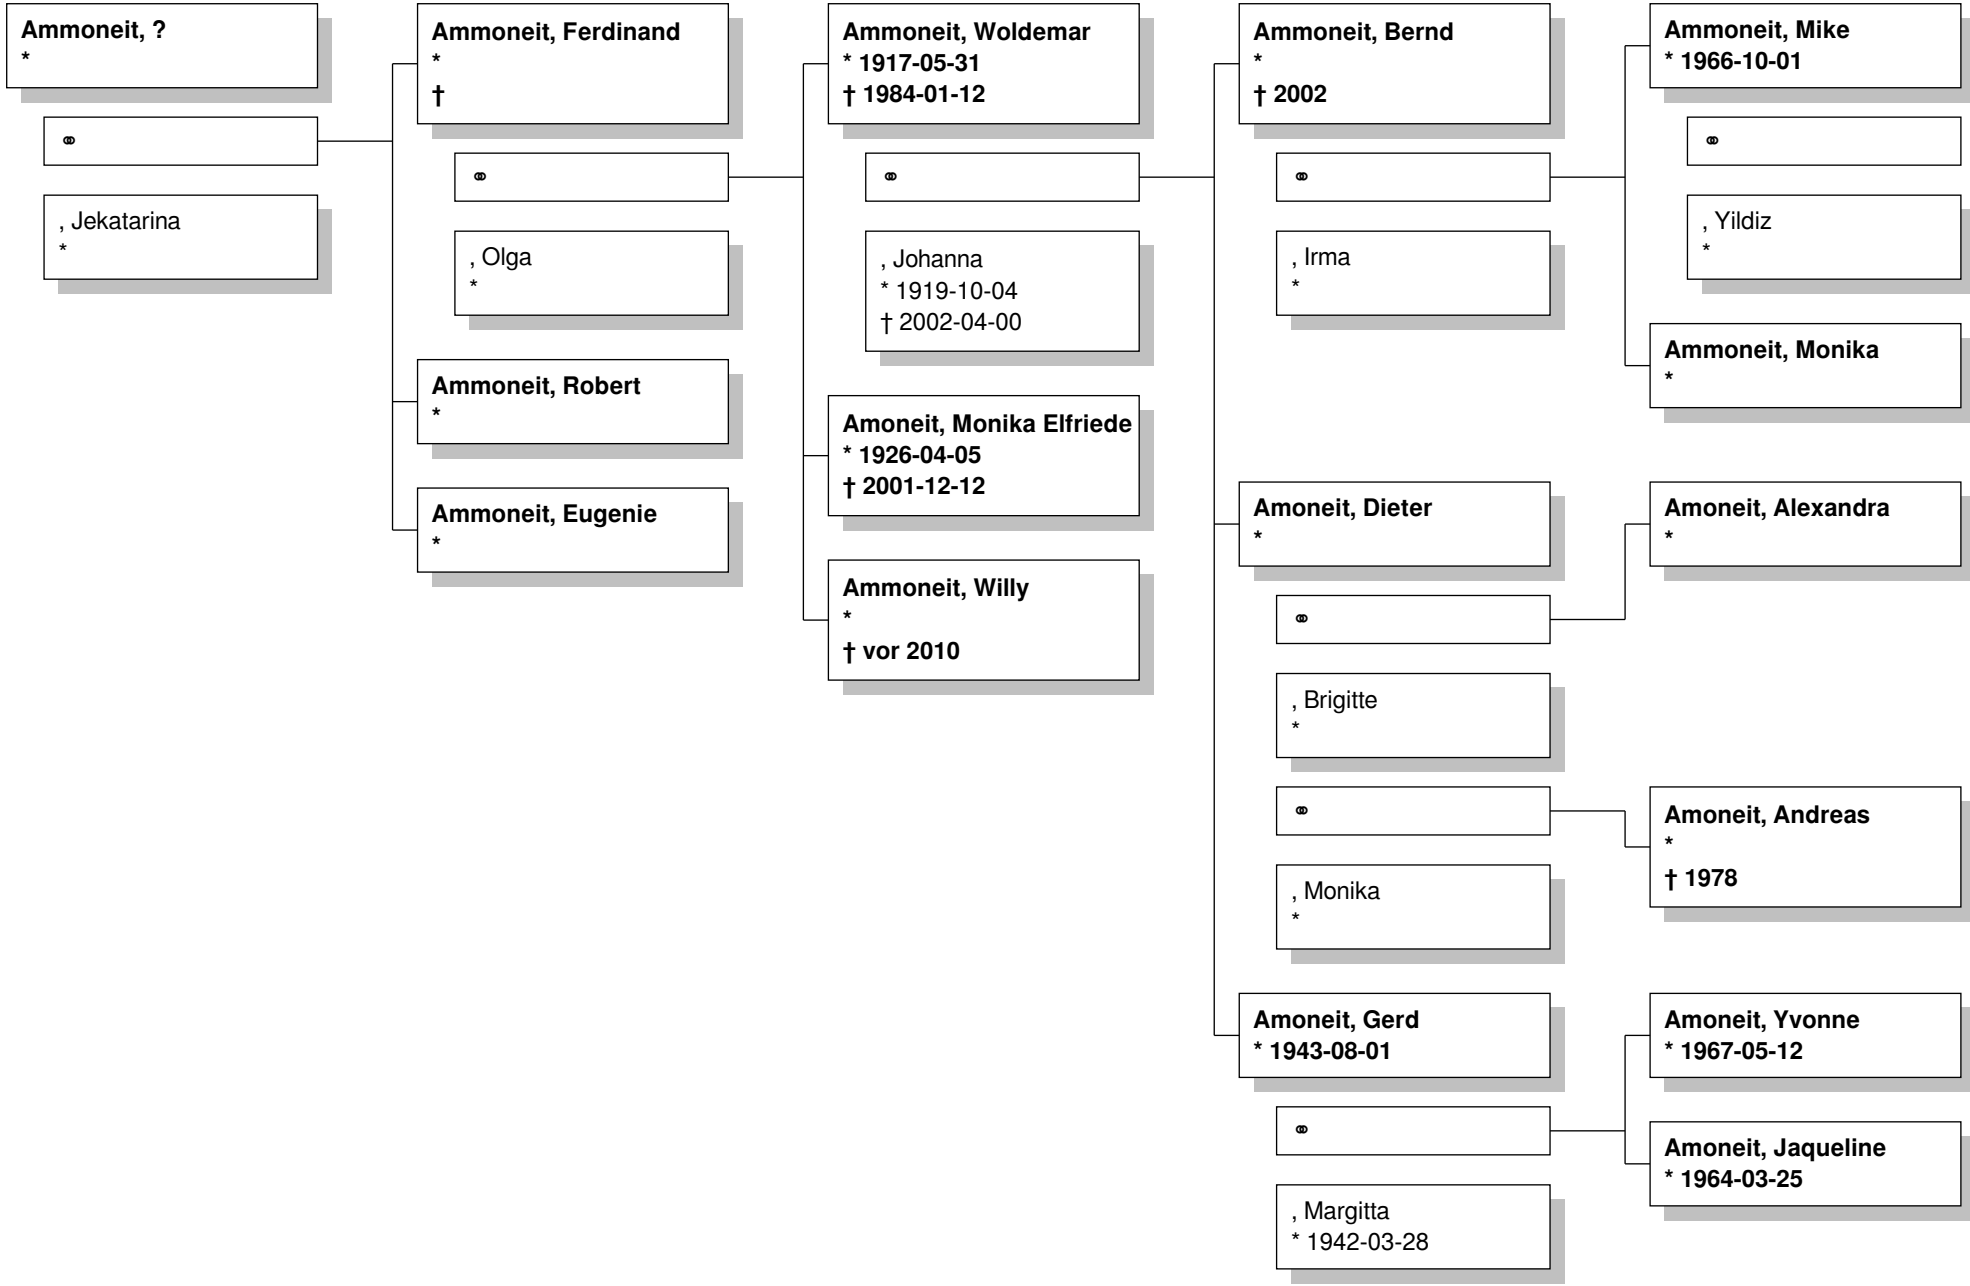 Ammoneit, ?
*
⚭
, Jekatarina
*
Ammoneit, Ferdinand
*
†
⚭
, Olga
*
Ammoneit, Robert
*
Ammoneit, Eugenie
*
Ammoneit, Woldemar
* 1917-05-31
† 1984-01-12
⚭
, Johanna
* 1919-10-04
† 2002-04-00
Amoneit, Monika Elfriede
* 1926-04-05
† 2001-12-12
Ammoneit, Willy
*
† vor 2010
Ammoneit, Bernd
*
† 2002
⚭
, Irma
*
Amoneit, Dieter
*
⚭
, Brigitte
*
⚭
, Monika
*
Amoneit, Gerd
* 1943-08-01
⚭
, Margitta
* 1942-03-28
Ammoneit, Mike
* 1966-10-01
⚭
, Yildiz
*
Ammoneit, Monika
*
Amoneit, Alexandra
*
Amoneit, Andreas
*
† 1978
Amoneit, Yvonne
* 1967-05-12
Amoneit, Jaqueline
* 1964-03-25